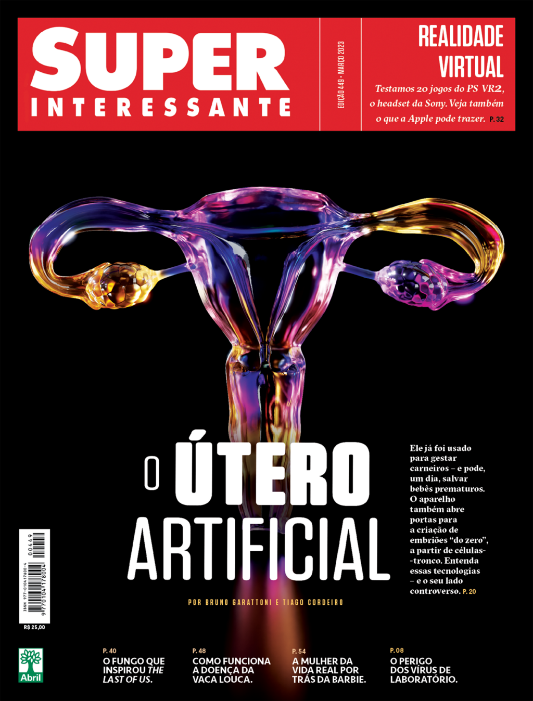 SUPER
INTERESSANTE
EDIÇÃO 449 - MARÇO 2023
REALIDADE
VIRTUAL
Testamos 20 jogos do PS VR2,
o headset da Sony. Veja também
o que a Apple pode trazer. P. 32
O ÚTERO
ARTIFICIAL
POR BRUNO GARATTONI E TIAGO CORDEIRO
Ele já foi usado
para gestar
carneiros – e pode,
um dia, salvar
bebês prematuros.
O aparelho
também abre
portas para
a criação de
embriões “do zero”,
a partir de células-
-tronco. Entenda
essas tecnologias
– e o seu lado
controverso. P. 20
00449
9770104178004
R$ 25,00
Abril
P. 40
O FUNGO QUE
INSPIROU THE
LAST OF US.
P. 48
COMO FUNCIONA
A DOENÇA DA
VACA LOUCA.
P. 54
A MULHER DA
VIDA REAL POR
TRÁS DA BARBIE.
P. 08
O PERIGO
DOS VÍRUS DE
LABORATÓRIO.